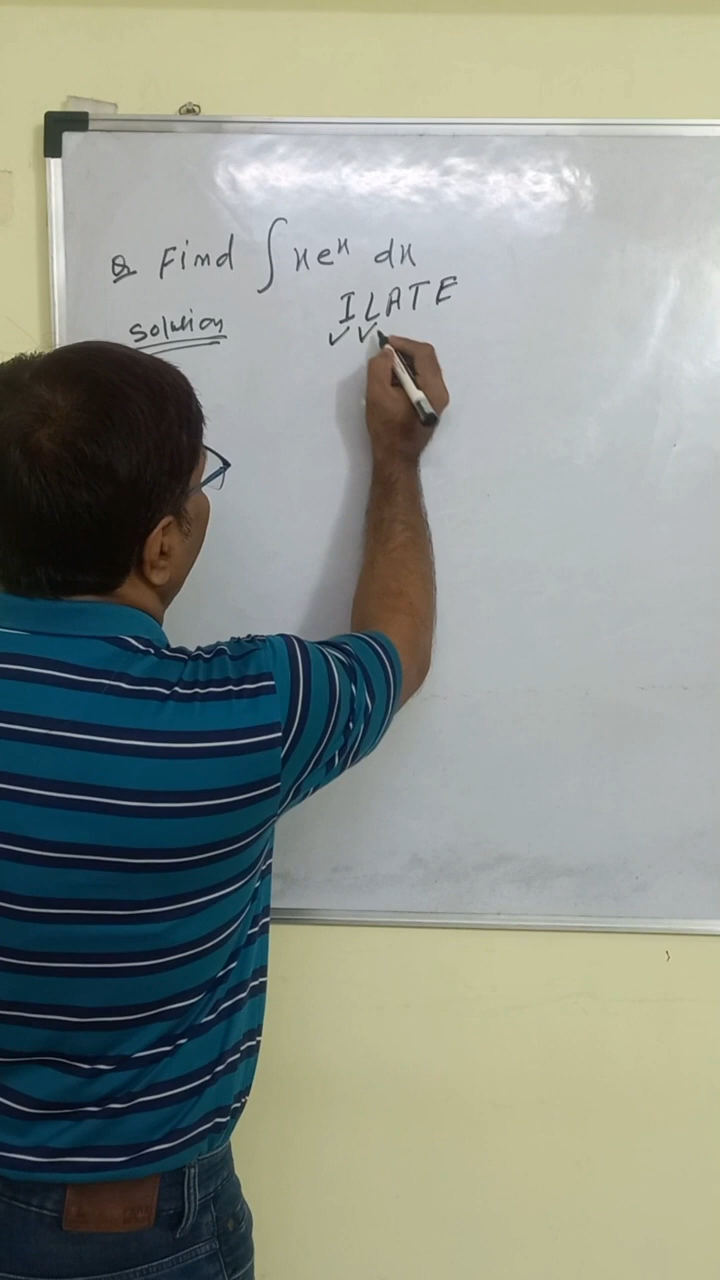 Q Find ∫ xeˣ dx
ILATE
Solution